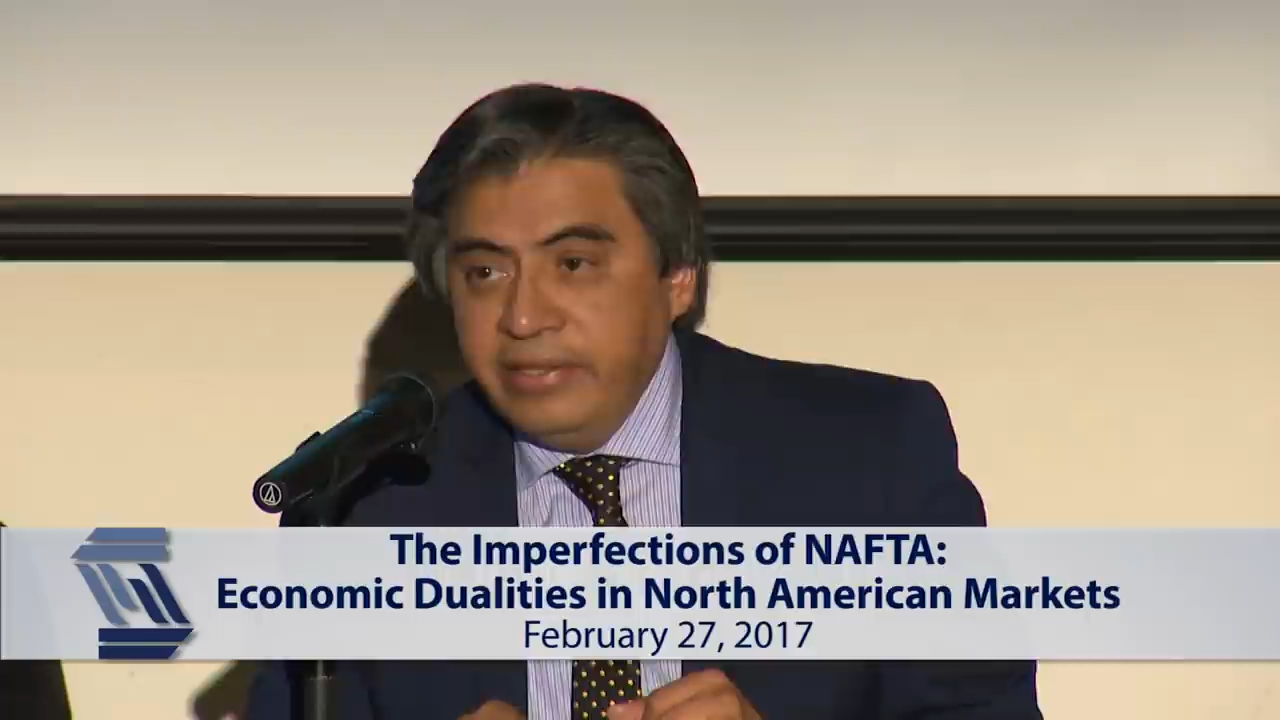 The Imperfections of NAFTA:
Economic Dualities in North American Markets
February 27, 2017